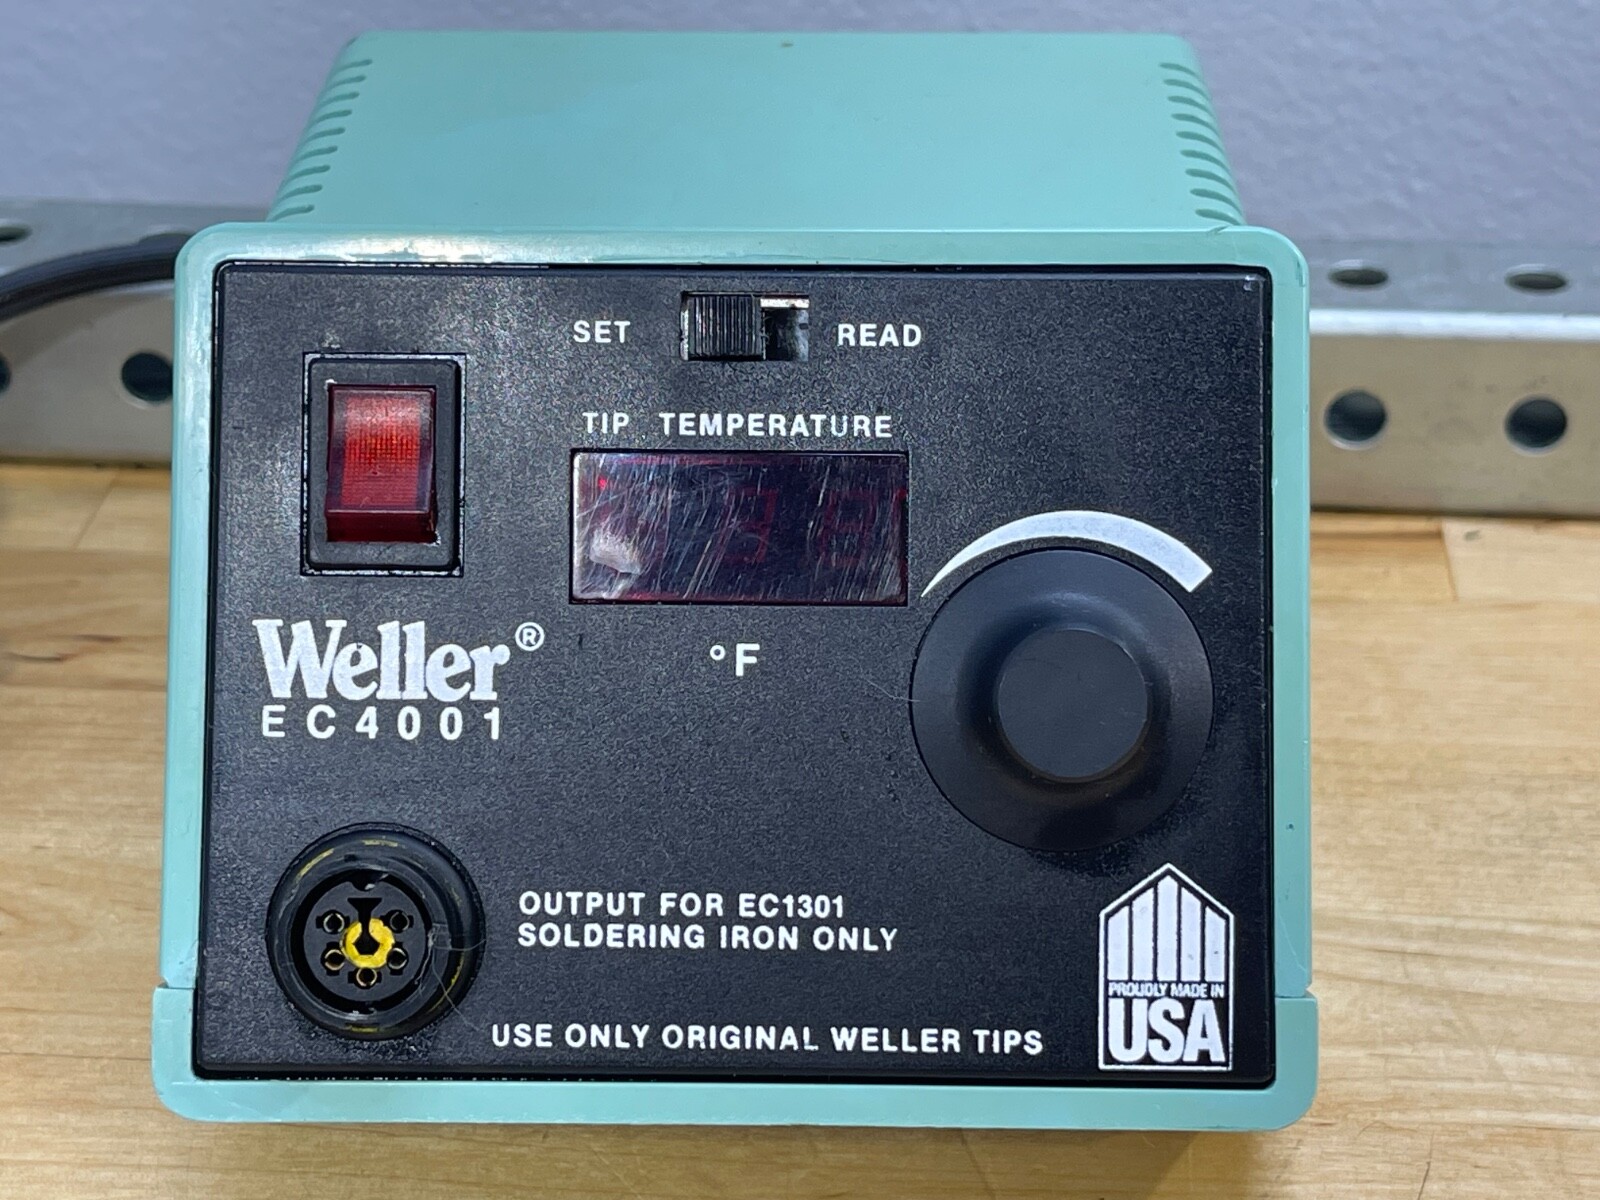 SET READ
TIP TEMPERATURE
°F
Weller®
EC4001
OUTPUT FOR EC1301
SOLDERING IRON ONLY
USE ONLY ORIGINAL WELLER TIPS
PROUDLY MADE IN
USA